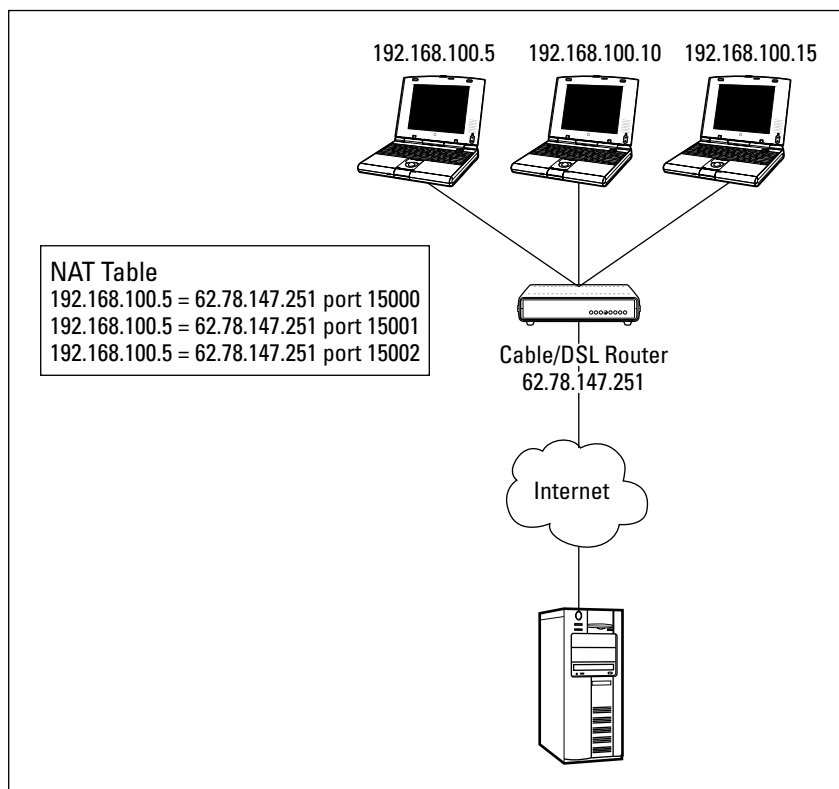 192.168.100.5 192.168.100.10 192.168.100.15
NAT Table
192.168.100.5 = 62.78.147.251 port 15000
192.168.100.5 = 62.78.147.251 port 15001
192.168.100.5 = 62.78.147.251 port 15002
Cable/DSL Router
62.78.147.251
Internet